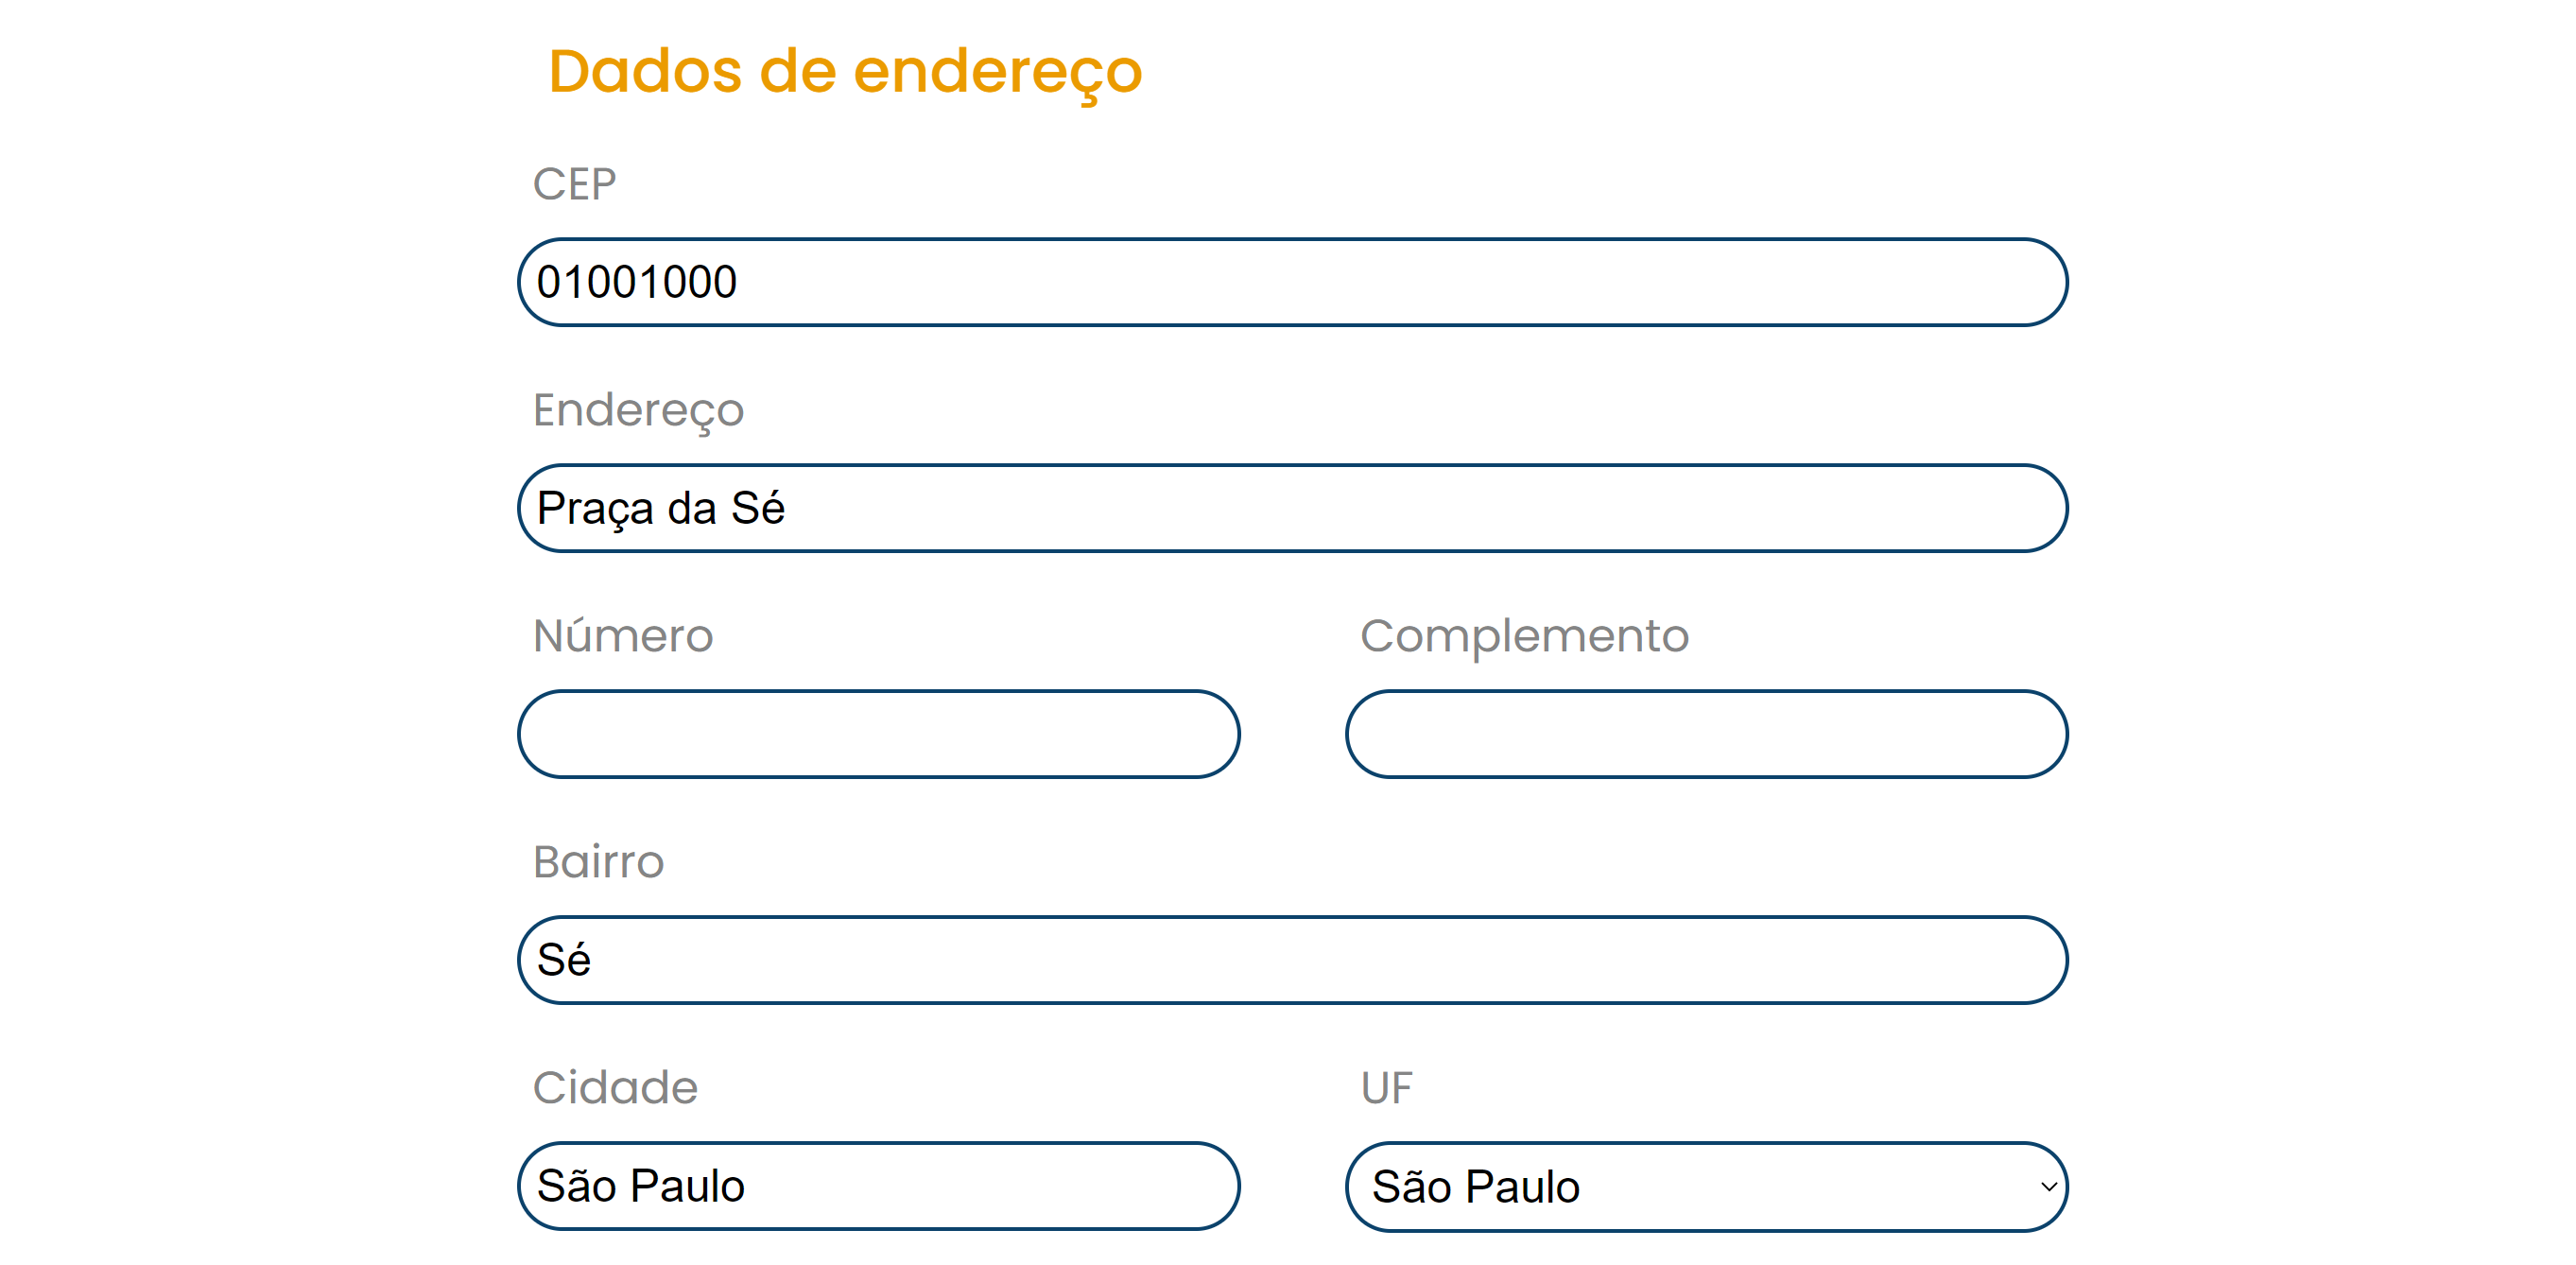 Dados de endereço
CEP
01001000
Endereço
Praça da Sé
Número Complemento
Bairro
Sé
Cidade UF
São Paulo São Paulo